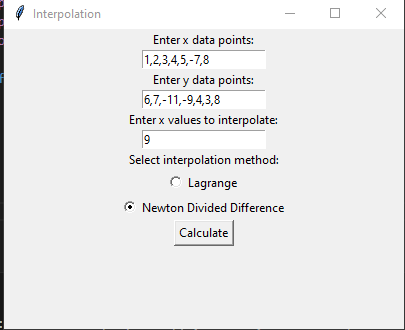 Interpolation
Enter x data points:
1,2,3,4,5,-7,8
Enter y data points:
6,7,-11,-9,4,3,8
Enter x values to interpolate:
9
Select interpolation method:
Lagrange
Newton Divided Difference
Calculate